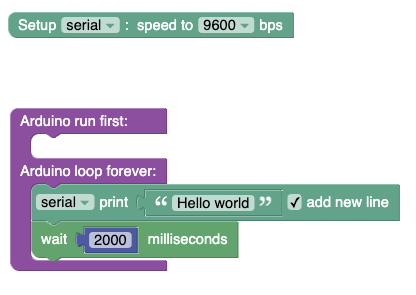 Setup serial : speed to 9600 bps
Arduino run first:
Arduino loop forever:
serial print “ Hello world ” ✓ add new line
wait 2000 milliseconds